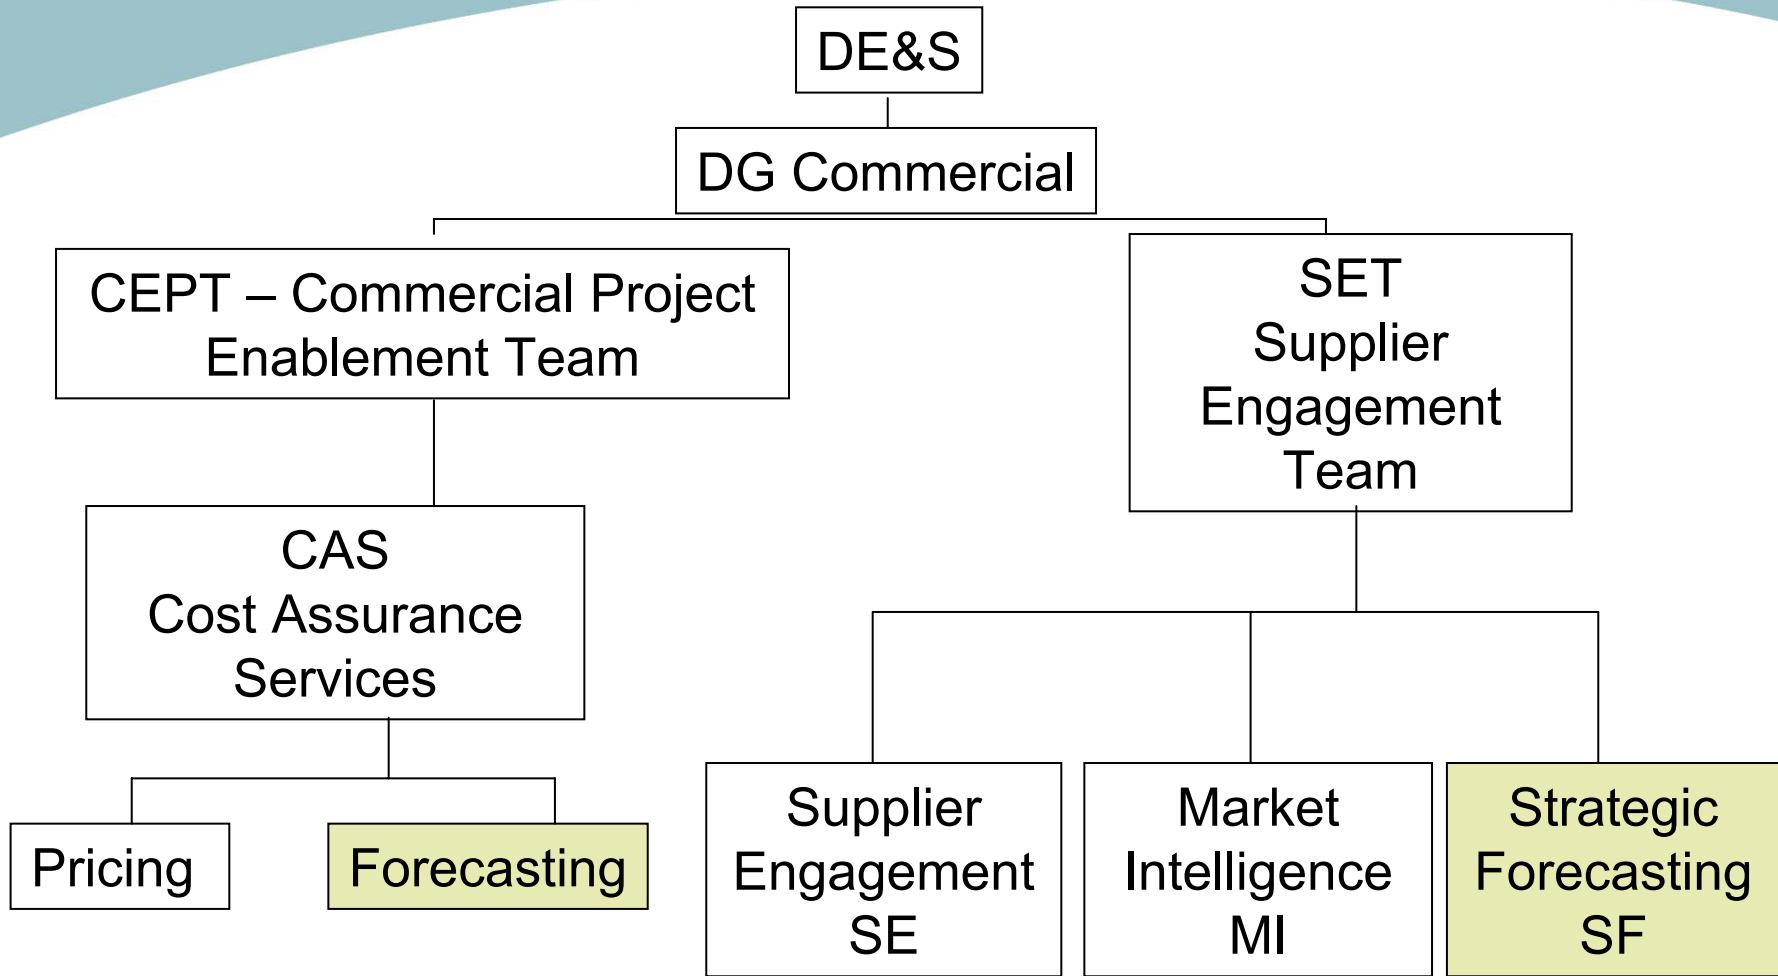 DE&S
DG Commercial
CEPT – Commercial Project
Enablement Team
SET
Supplier
Engagement
Team
CAS
Cost Assurance
Services
Pricing
Forecasting
Supplier
Engagement
SE
Market
Intelligence
MI
Strategic
Forecasting
SF